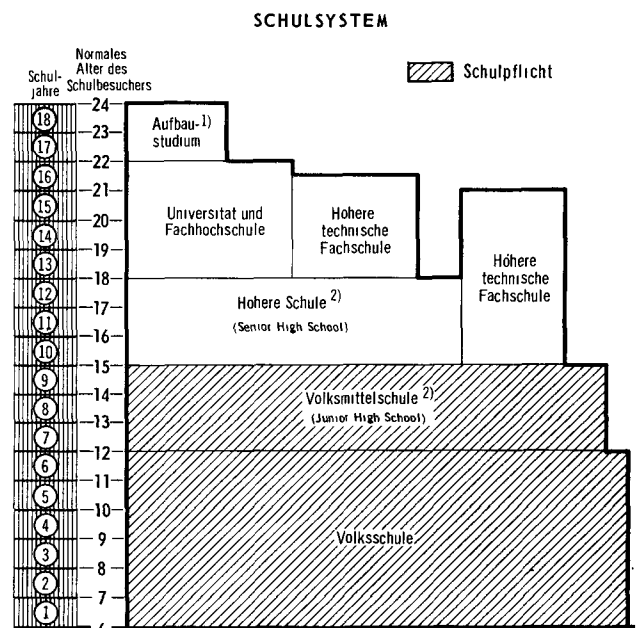 SCHULSYSTEM
Normales
Alter des
Schulbesuchers
Schul-
jahre
Schulpflicht
24
18
Aufbau-1)
studium
23
17
22
16
21
15
Universitat und
Fachhochschule
Hohere
technische
Fachschule
20
14
19
13
Höhere
technische
Fachschule
18
12
Hohere Schule 2)
(Senior High School)
17
11
16
10
15
9
Volksmittelschule 2)
(Junior High School)
14
8
13
7
12
6
11
5
10
4
9
Volksschule
3
8
2
7
1